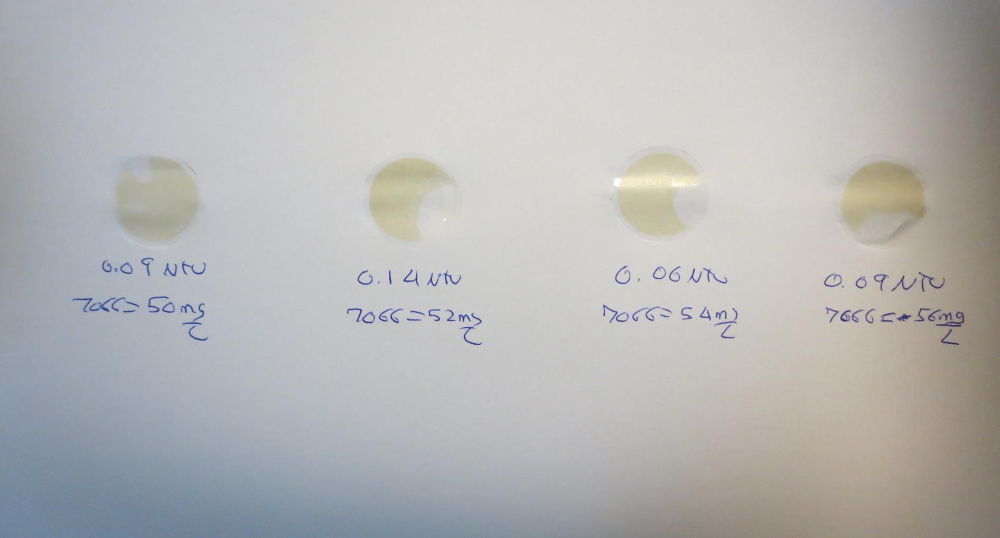 0.09 NTU
7066 = 50 mg/L
0.14 NTU
7066 = 52 mg/L
0.06 NTU
7066 = 54 mg/L
0.09 NTU
7066 = 56 mg/L